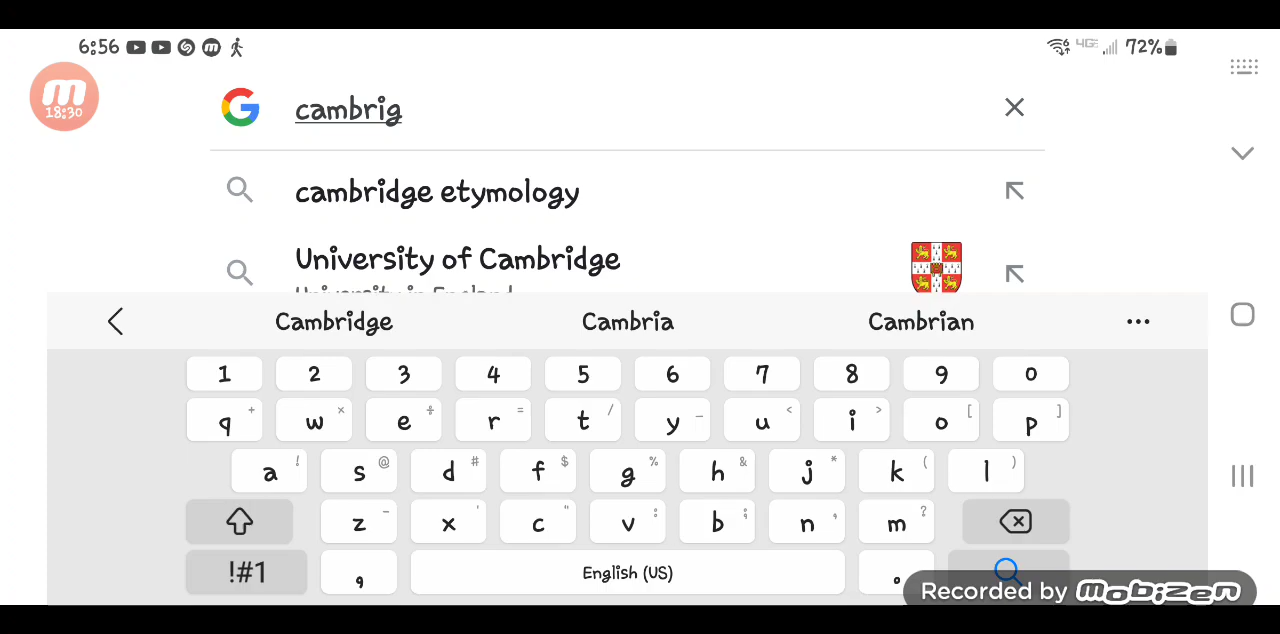 6:56 4GE 72%
18:30
cambrig
cambridge etymology
University of Cambridge
Cambridge Cambria Cambrian ...
1 2 3 4 5 6 7 8 9 0
q + w × e ÷ r = t / y _ u < i > o [ p ]
a ! s @ d # f $ g % h & j * k ( l )
z - x ' c " v : b ; n , m ?
!#1 , English (US) .
Recorded by mobizen